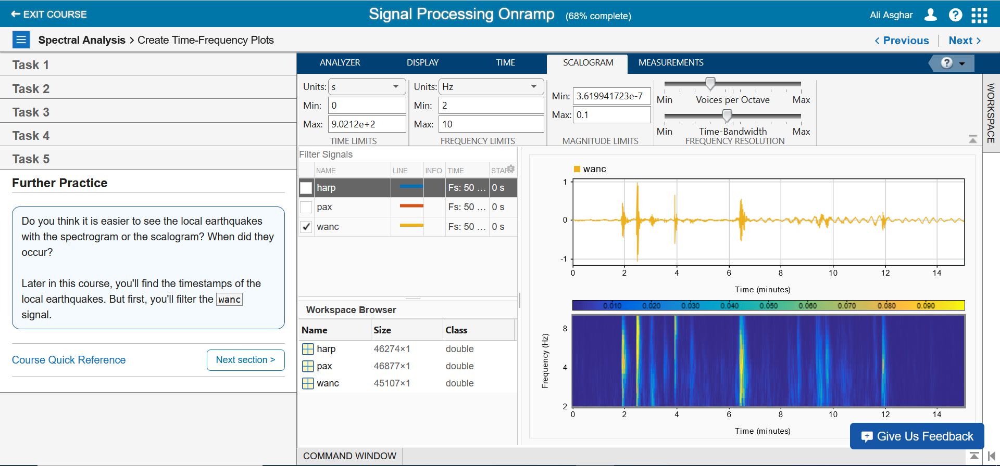 EXIT COURSE
Signal Processing Onramp (68% complete)
Ali Asghar
Spectral Analysis > Create Time-Frequency Plots
< Previous
Next >
Task 1
Task 2
Task 3
Task 4
Task 5
Further Practice
Do you think it is easier to see the local earthquakes
with the spectrogram or the scalogram? When did they
occur?
Later in this course, you'll find the timestamps of the
local earthquakes. But first, you'll filter the wanc
signal.
Course Quick Reference
Next section >
ANALYZER DISPLAY TIME SCALOGRAM MEASUREMENTS
Units: s
Min: 0
Max: 9.0212e+2
TIME LIMITS
Units: Hz
Min: 2
Max: 10
FREQUENCY LIMITS
Min: 3.619941723e-7
Max: 0.1
MAGNITUDE LIMITS
Min Voices per Octave Max
Min Time-Bandwidth Max
FREQUENCY RESOLUTION
WORKSPACE
Filter Signals
NAME LINE INFO TIME START
harp Fs: 50 ... 0 s
pax Fs: 50 ... 0 s
wanc Fs: 50 ... 0 s
Workspace Browser
Name Size Class
harp 46274×1 double
pax 46877×1 double
wanc 45107×1 double
wanc
1
0
-1
0 2 4 6 8 10 12 14
Time (minutes)
0.010 0.020 0.030 0.040 0.050 0.060 0.070 0.080 0.090
Frequency (Hz)
8
4
2
0 2 4 6 8 10 12 14
Time (minutes)
Give Us Feedback
COMMAND WINDOW